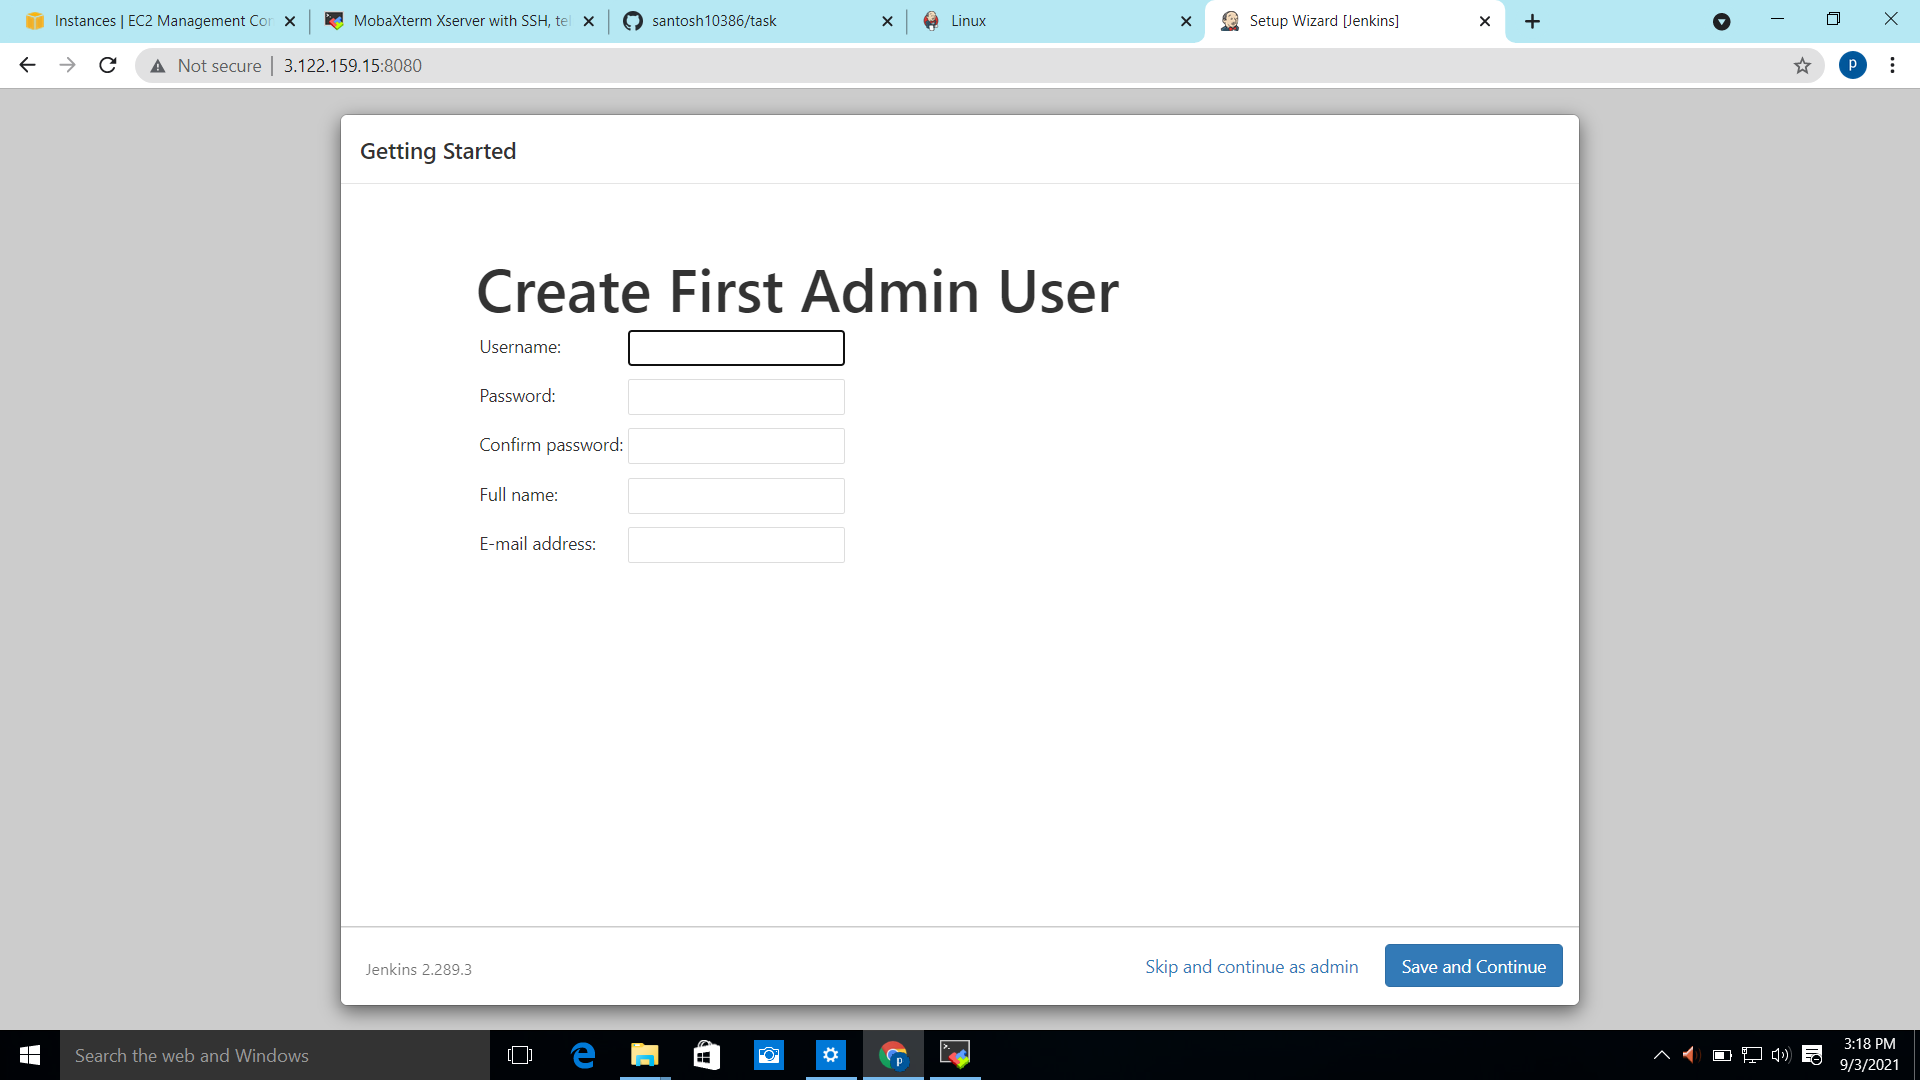 Instances | EC2 Management Con
MobaXterm Xserver with SSH, tel
santosh10386/task
Linux
Setup Wizard [Jenkins]
Not secure | 3.122.159.15:8080
p
Getting Started
Create First Admin User
Username:
Password:
Confirm password:
Full name:
E-mail address:
Jenkins 2.289.3
Skip and continue as admin
Save and Continue
Search the web and Windows
p
3:18 PM
9/3/2021